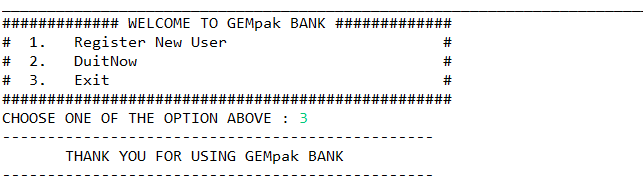 ############# WELCOME TO GEMpak BANK #############
#  1.   Register New User                        #
#  2.   DuitNow                                  #
#  3.   Exit                                     #
##################################################
CHOOSE ONE OF THE OPTION ABOVE : 3
------------------------------------------------
       THANK YOU FOR USING GEMpak BANK
------------------------------------------------